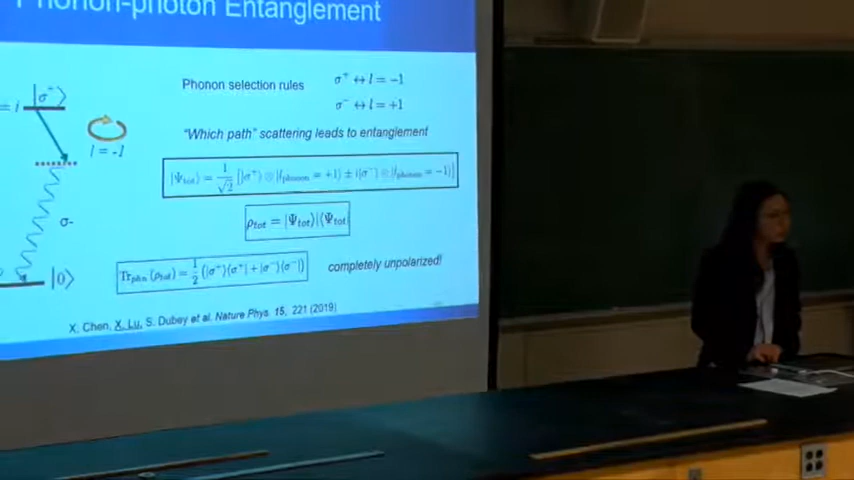 Phonon-photon Entanglement
Phonon selection rules σ⁺ ↔ l = −1
σ⁻ ↔ l = +1
= i |σ⁺⟩
l = -1
"Which path" scattering leads to entanglement
|Ψtot⟩ = 1/√2 [|σ⁺⟩ ⊗ |lphonon = +1⟩ ± i|σ⁻⟩ ⊗ |lphonon = −1⟩]
σ-
ρtot = |Ψtot⟩⟨Ψtot|
|0⟩
Trphn(ρtot) = 1/2 (|σ⁺⟩⟨σ⁺| + |σ⁻⟩⟨σ⁻|) completely unpolarized!
X. Chen, X. Lu, S. Dubey et al. Nature Phys. 15, 221 (2019)